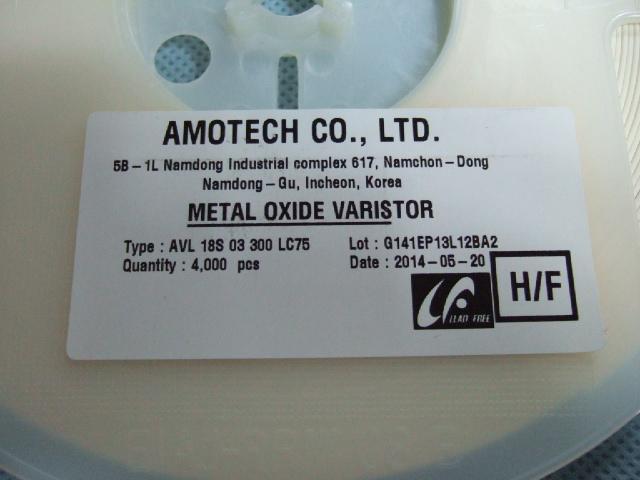 AMOTECH CO., LTD.
5B-1L Namdong Industrial complex 617, Namchon-Dong
Namdong-Gu, Incheon, Korea
METAL OXIDE VARISTOR
Type : AVL 18S 03 300 LC75 Lot : G141EP13L12BA2
Quantity : 4,000 pcs Date : 2014-05-20
LEAD FREE
H/F